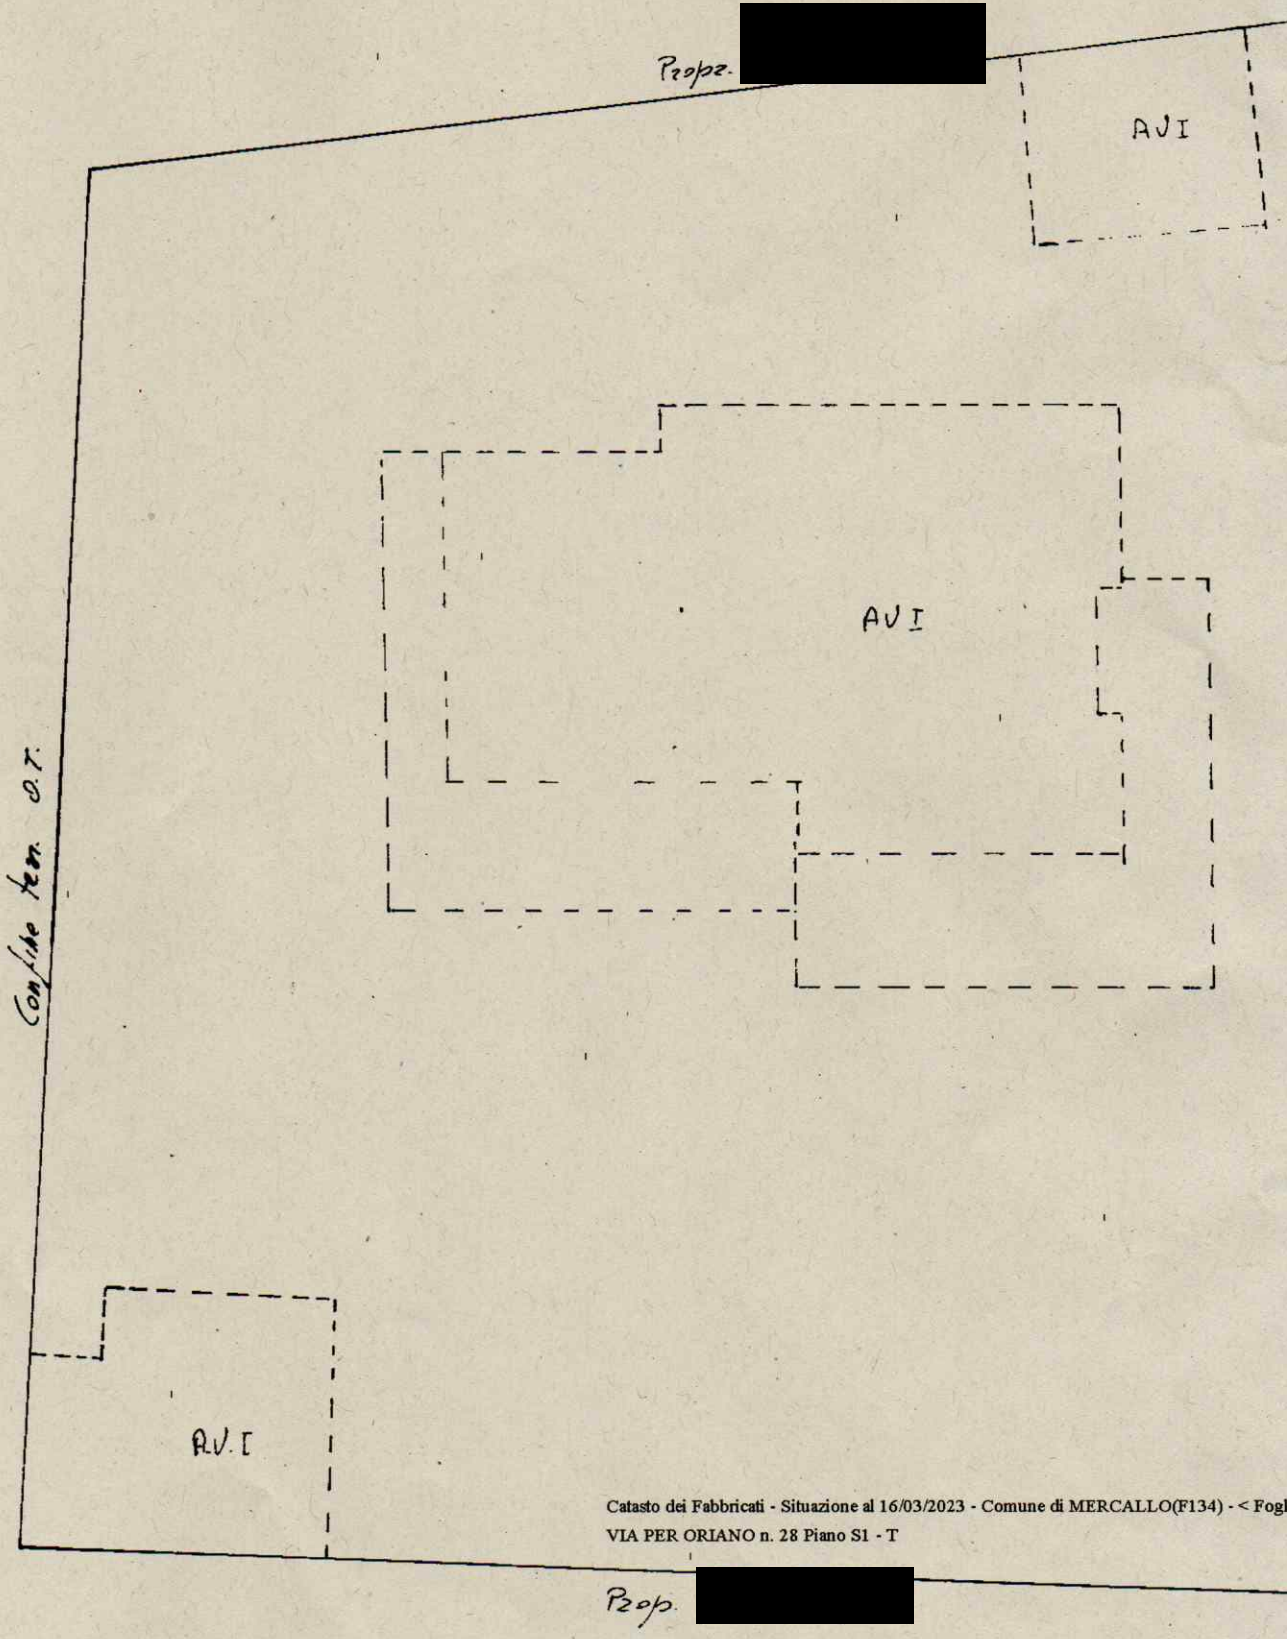 Propr.
AVI
AVI
Confine terr. O.T.
A.V.I
Catasto dei Fabbricati - Situazione al 16/03/2023 - Comune di MERCALLO(F134) - < Fogl
VIA PER ORIANO n. 28 Piano S1 - T
Prop.